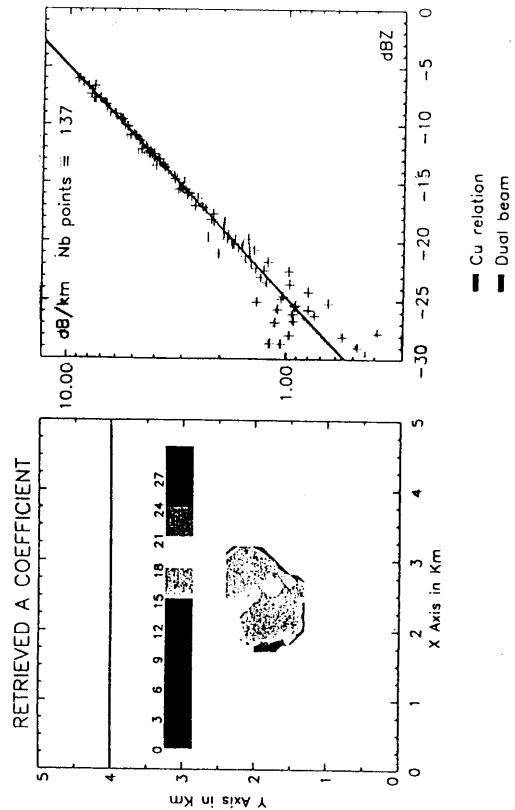 RETRIEVED A COEFFICIENT
5
4
3
2
1
0
Y Axis in Km
0 3 6 9 12 15 18 21 24 27
0 1 2 3 4 5
X Axis in Km
10.00
1.00
dB/km Nb points = 137
-30 -25 -20 -15 -10 -5 0
dBZ
Cu relation
Dual beam